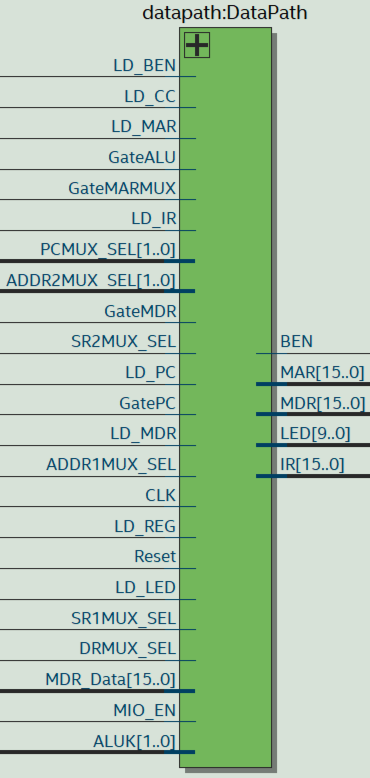 datapath:DataPath
LD_BEN
LD_CC
LD_MAR
GateALU
GateMARMUX
LD_IR
PCMUX_SEL[1..0]
ADDR2MUX_SEL[1..0]
GateMDR
SR2MUX_SEL
LD_PC
GatePC
LD_MDR
ADDR1MUX_SEL
CLK
LD_REG
Reset
LD_LED
SR1MUX_SEL
DRMUX_SEL
MDR_Data[15..0]
MIO_EN
ALUK[1..0]
BEN
MAR[15..0]
MDR[15..0]
LED[9..0]
IR[15..0]